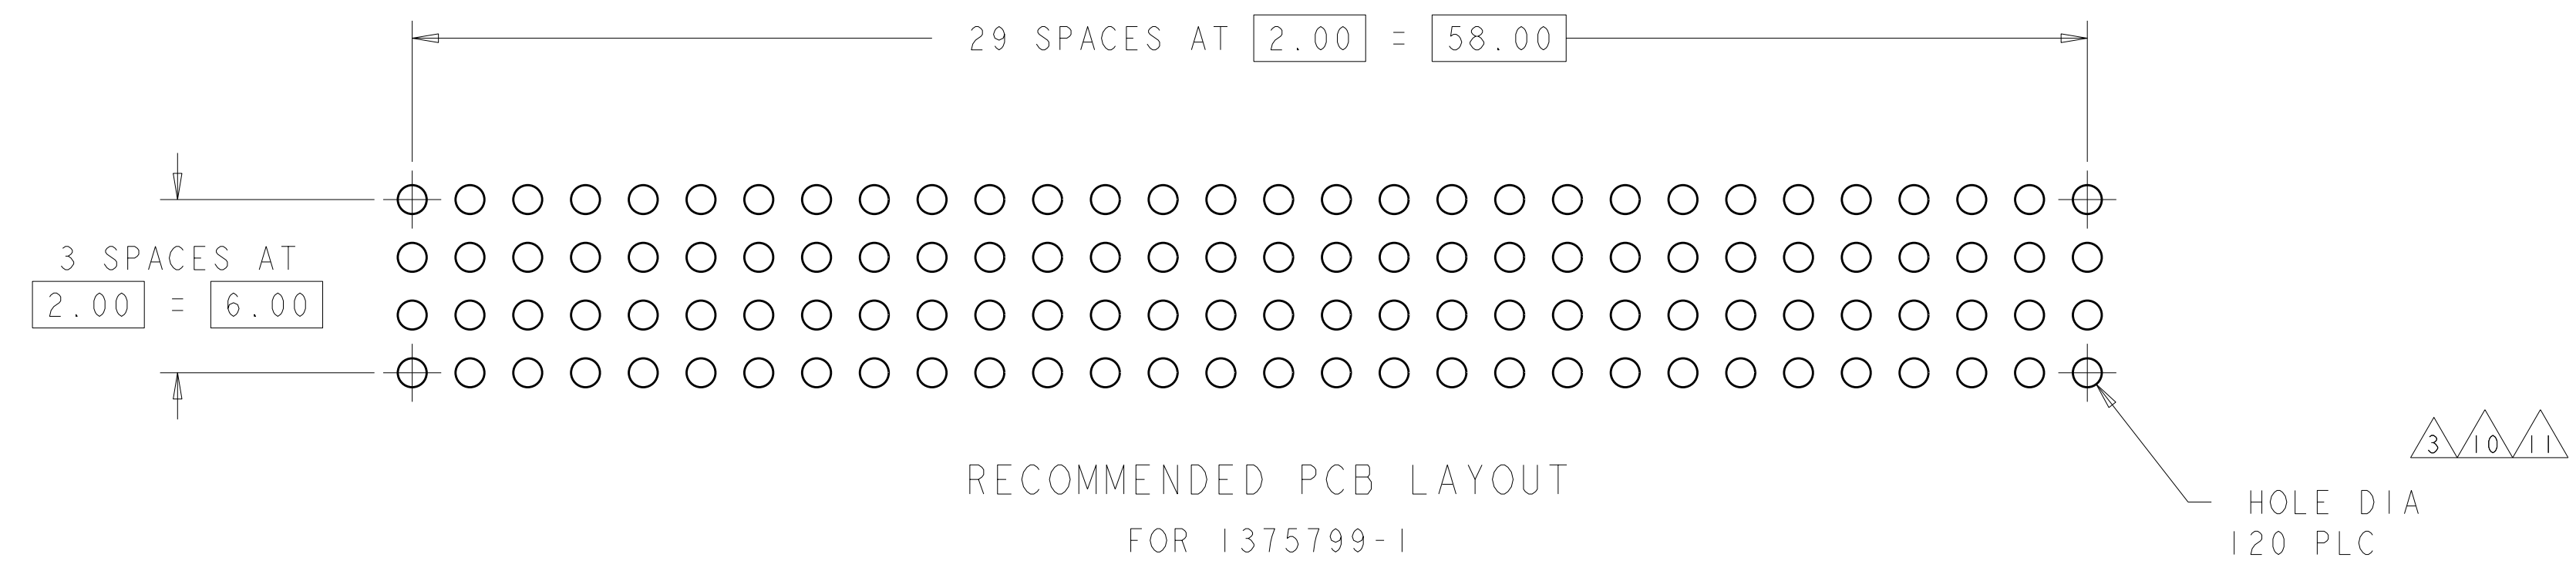 29 SPACES AT 2.00 = 58.00
3 SPACES AT
2.00 = 6.00
3 10 11
RECOMMENDED PCB LAYOUT
HOLE DIA
FOR 1375799-1
120 PLC